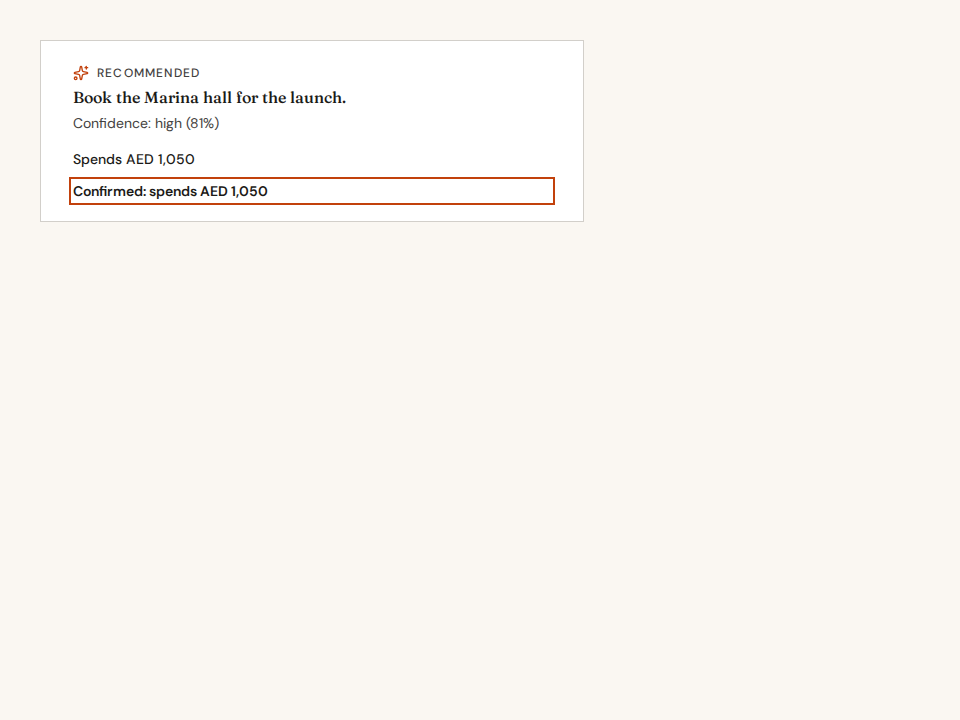 RECOMMENDED
Book the Marina hall for the launch.
Confidence: high (81%)
Spends AED 1,050
Confirmed: spends AED 1,050